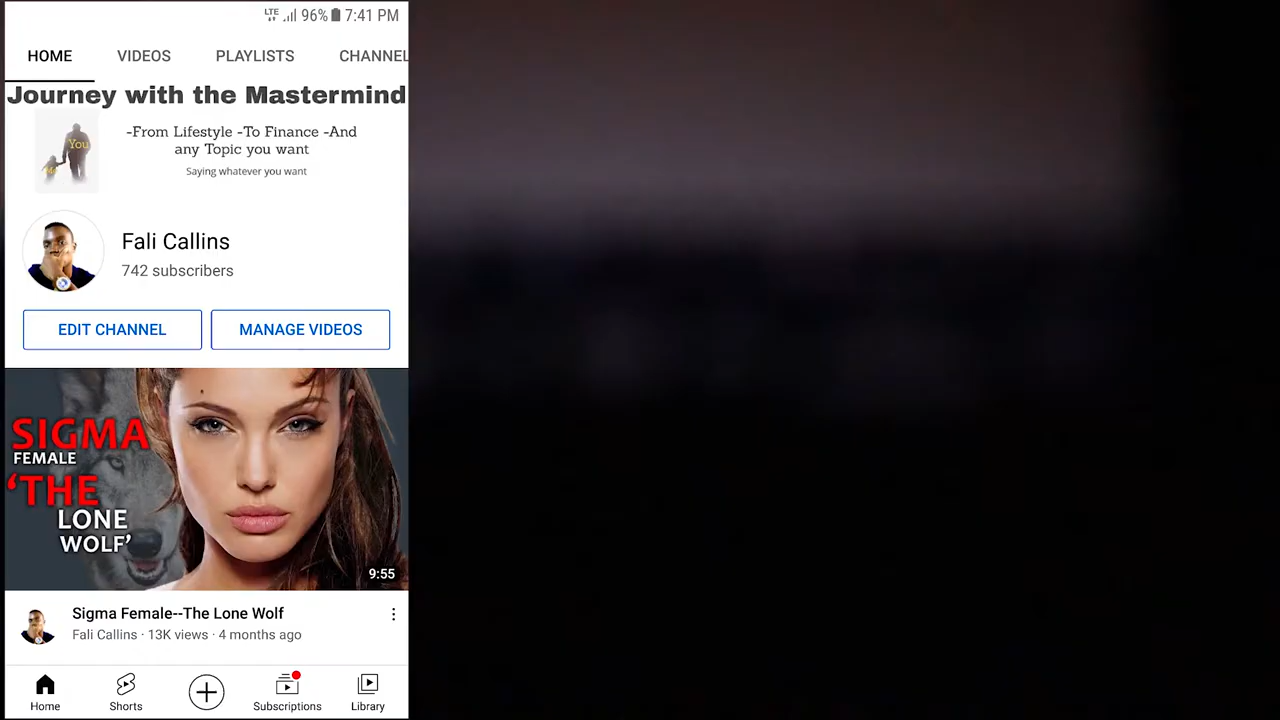 LTE 96% 7:41 PM
HOME VIDEOS PLAYLISTS CHANNEL
Journey with the Mastermind
-From Lifestyle -To Finance -And
any Topic you want
Saying whatever you want
You
Fali Callins
742 subscribers
EDIT CHANNEL MANAGE VIDEOS
SIGMA
FEMALE
‘THE
LONE
WOLF’
9:55
Sigma Female--The Lone Wolf
Fali Callins · 13K views · 4 months ago
Home Shorts Subscriptions Library